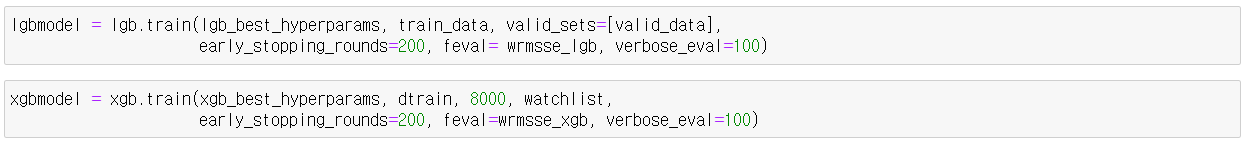 lgbmodel = lgb.train(lgb_best_hyperparams, train_data, valid_sets=[valid_data],
early_stopping_rounds=200, feval= wrmsse_lgb, verbose_eval=100)
xgbmodel = xgb.train(xgb_best_hyperparams, dtrain, 8000, watchlist,
early_stopping_rounds=200, feval=wrmsse_xgb, verbose_eval=100)